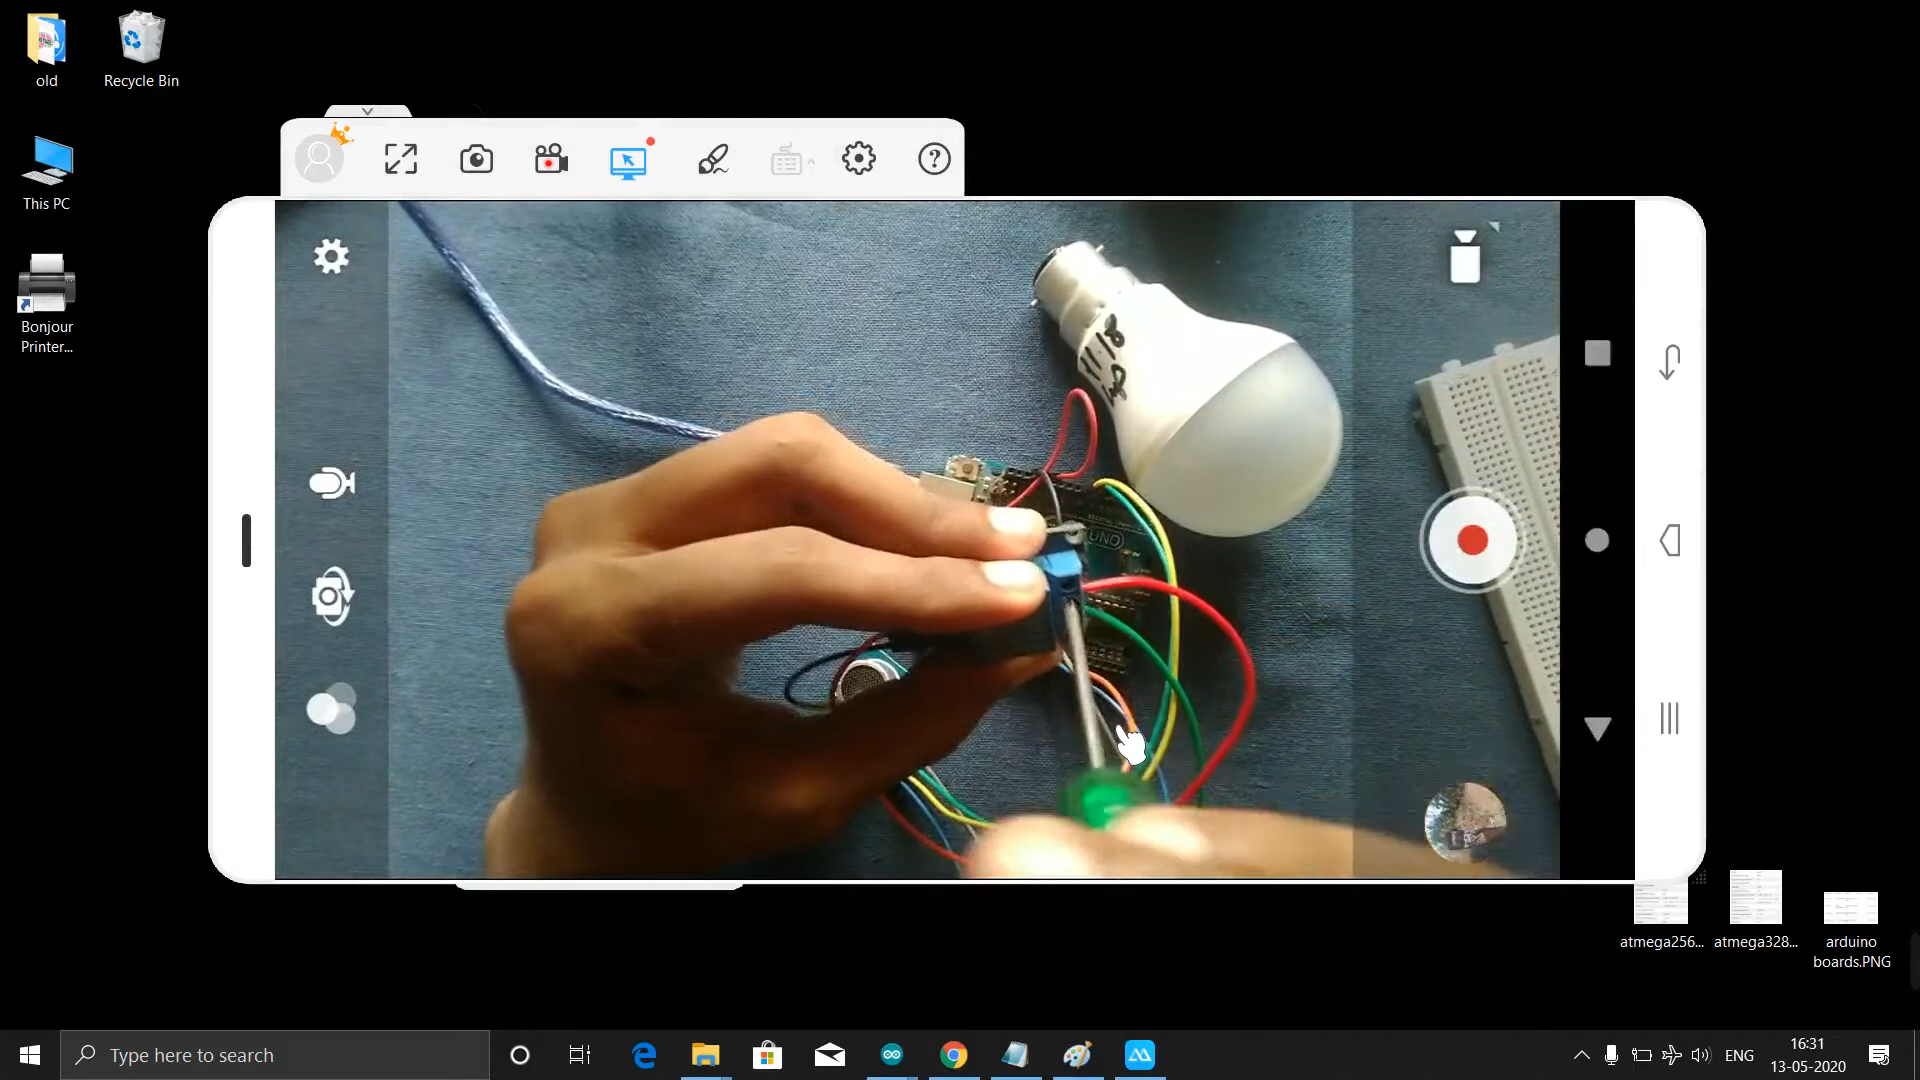 old
Recycle Bin
This PC
Bonjour
Printer...
UNO
atmega256...
atmega328...
arduino
boards.PNG
Type here to search
ENG
16:31
13-05-2020